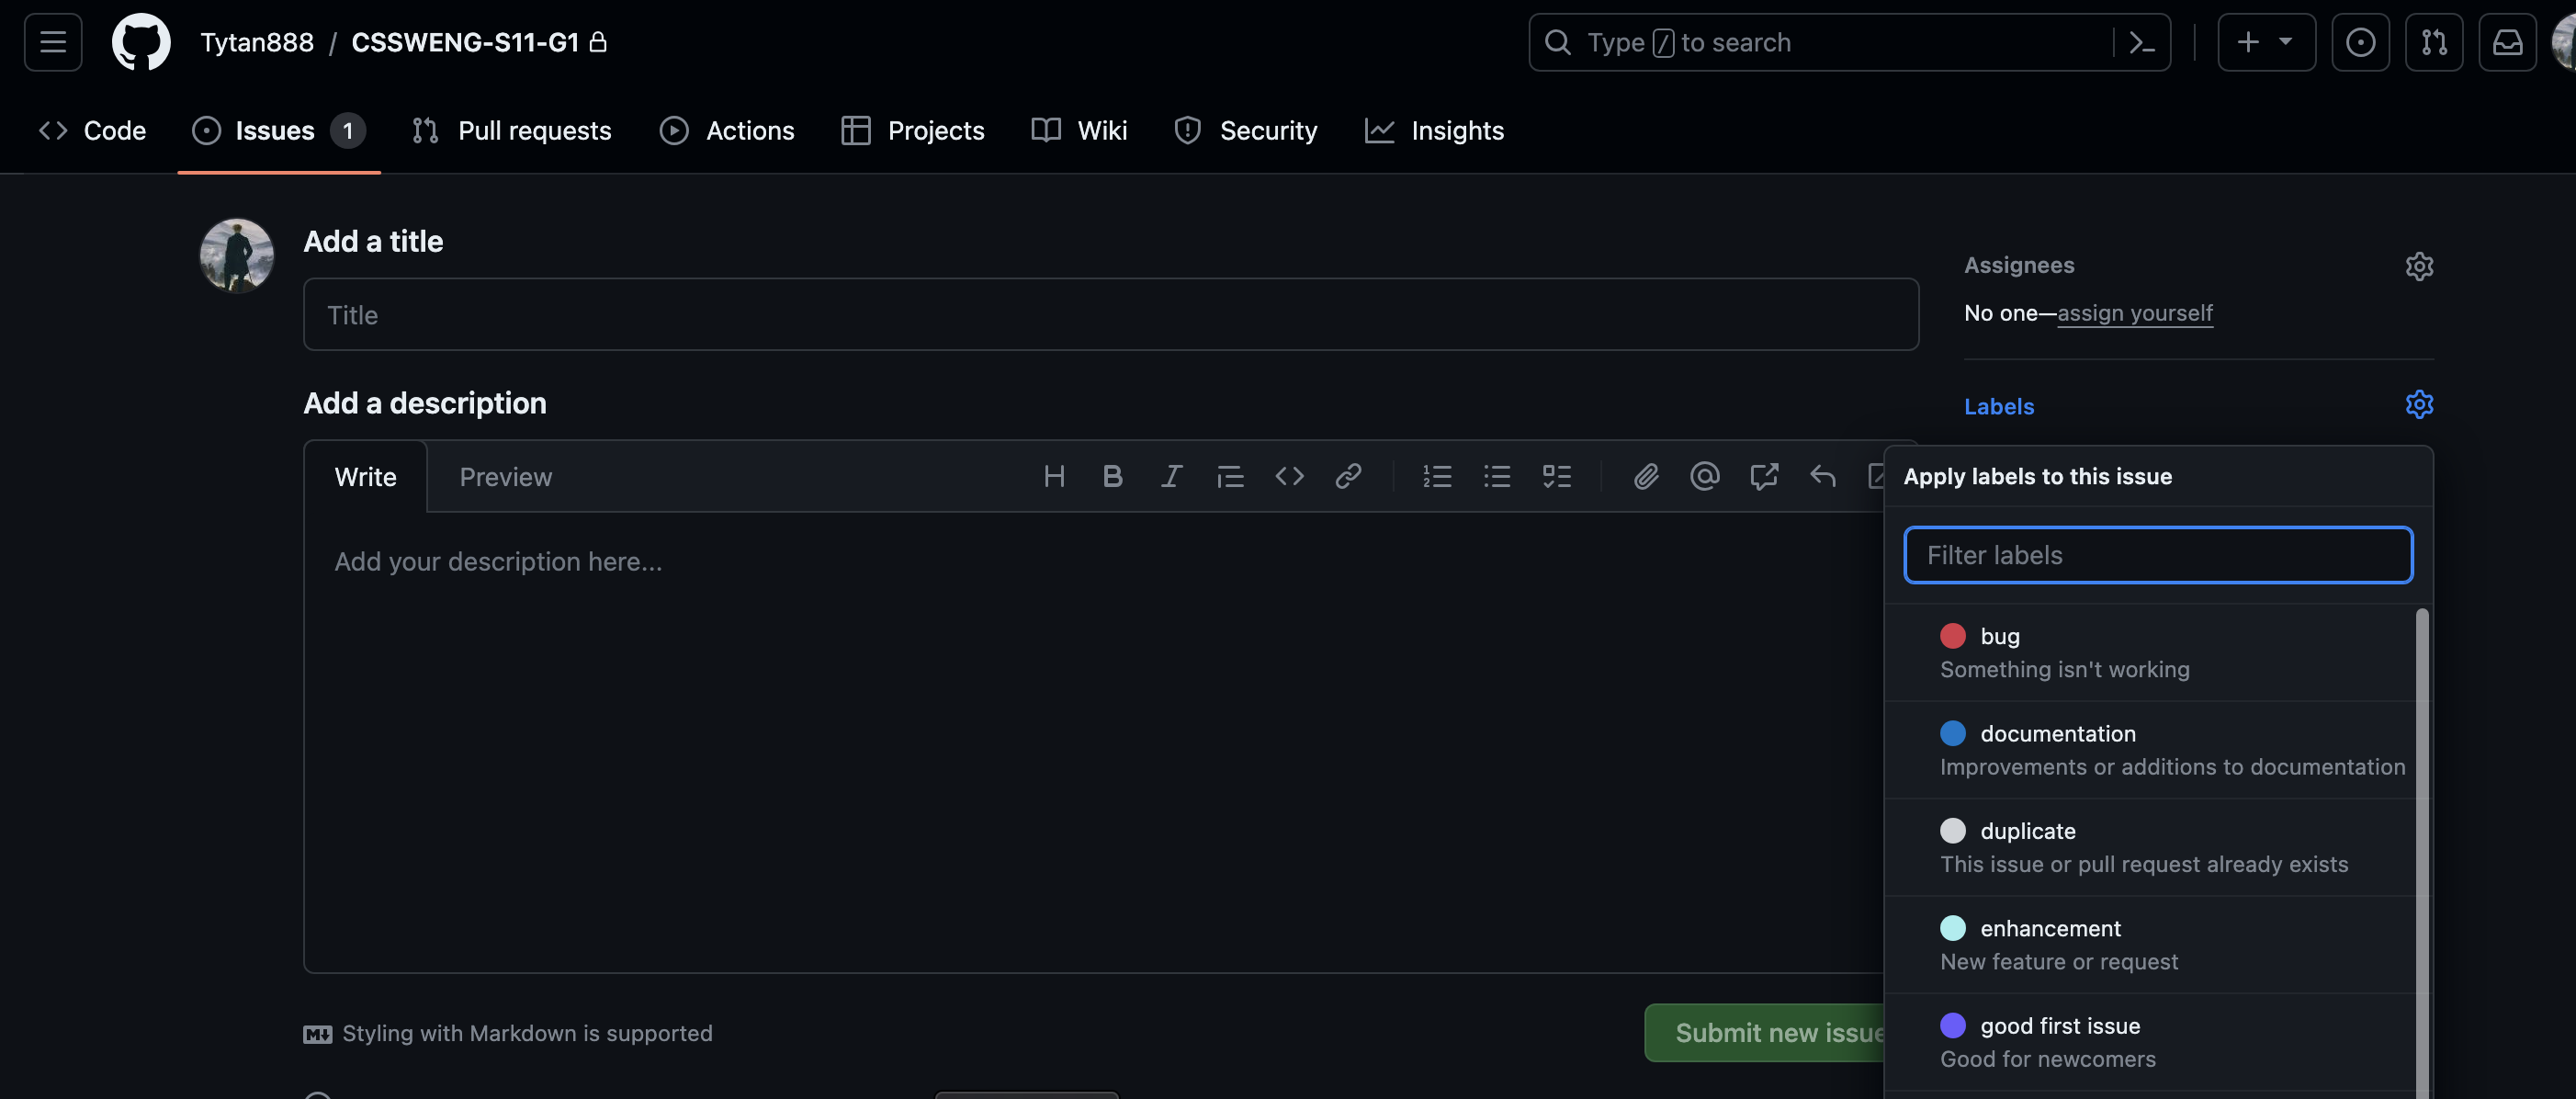 Tytan888 / CSSWENG-S11-G1
Type / to search
Code Issues 1 Pull requests Actions Projects Wiki Security Insights
Add a title
Title
Add a description
Write Preview
Add your description here...
Styling with Markdown is supported
Submit new issue
Assignees
No one—assign yourself
Labels
Apply labels to this issue
Filter labels
bug
Something isn't working
documentation
Improvements or additions to documentation
duplicate
This issue or pull request already exists
enhancement
New feature or request
good first issue
Good for newcomers